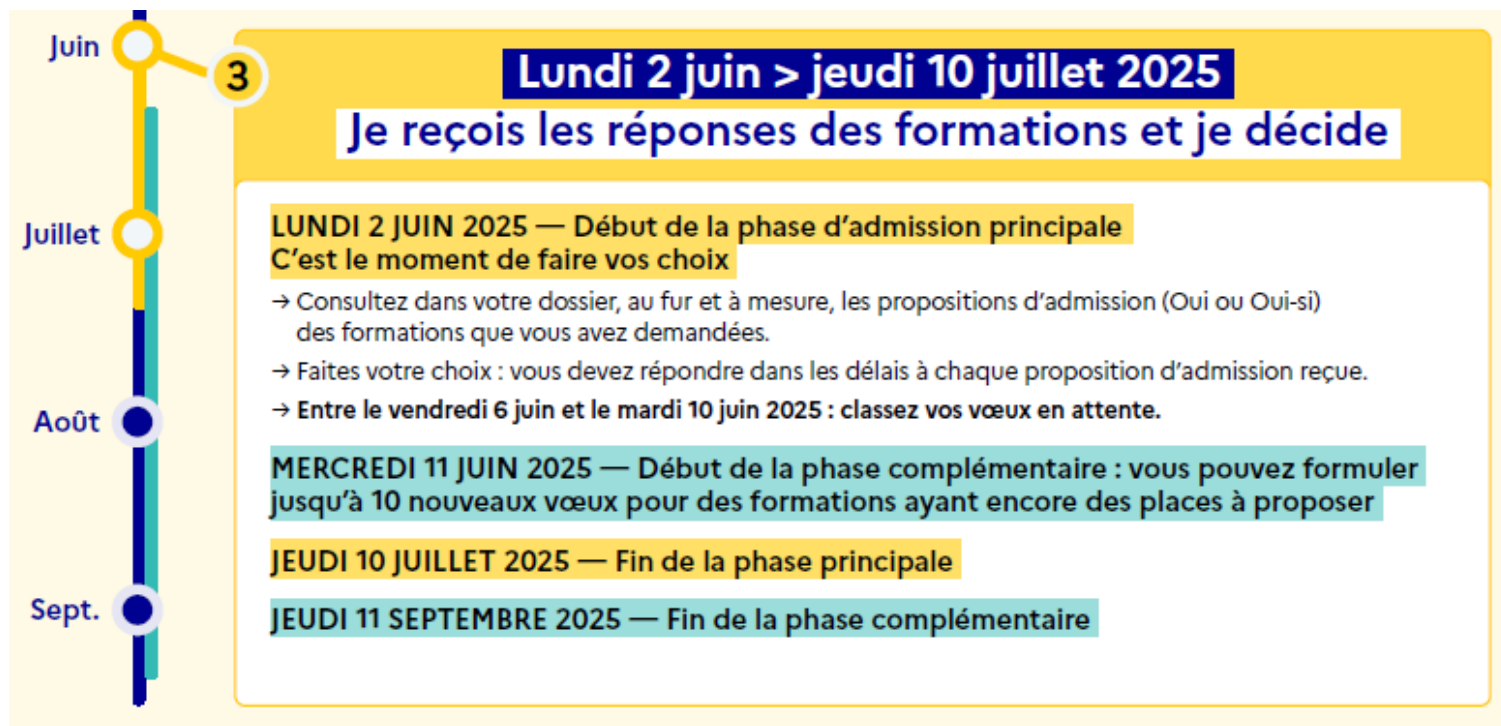 Juin
Juillet
Août
Sept.
3
Lundi 2 juin > jeudi 10 juillet 2025
Je reçois les réponses des formations et je décide
LUNDI 2 JUIN 2025 — Début de la phase d’admission principale
C’est le moment de faire vos choix
→ Consultez dans votre dossier, au fur et à mesure, les propositions d’admission (Oui ou Oui-si)
des formations que vous avez demandées.
→ Faites votre choix : vous devez répondre dans les délais à chaque proposition d’admission reçue.
→ Entre le vendredi 6 juin et le mardi 10 juin 2025 : classez vos vœux en attente.
MERCREDI 11 JUIN 2025 — Début de la phase complémentaire : vous pouvez formuler
jusqu’à 10 nouveaux vœux pour des formations ayant encore des places à proposer
JEUDI 10 JUILLET 2025 — Fin de la phase principale
JEUDI 11 SEPTEMBRE 2025 — Fin de la phase complémentaire